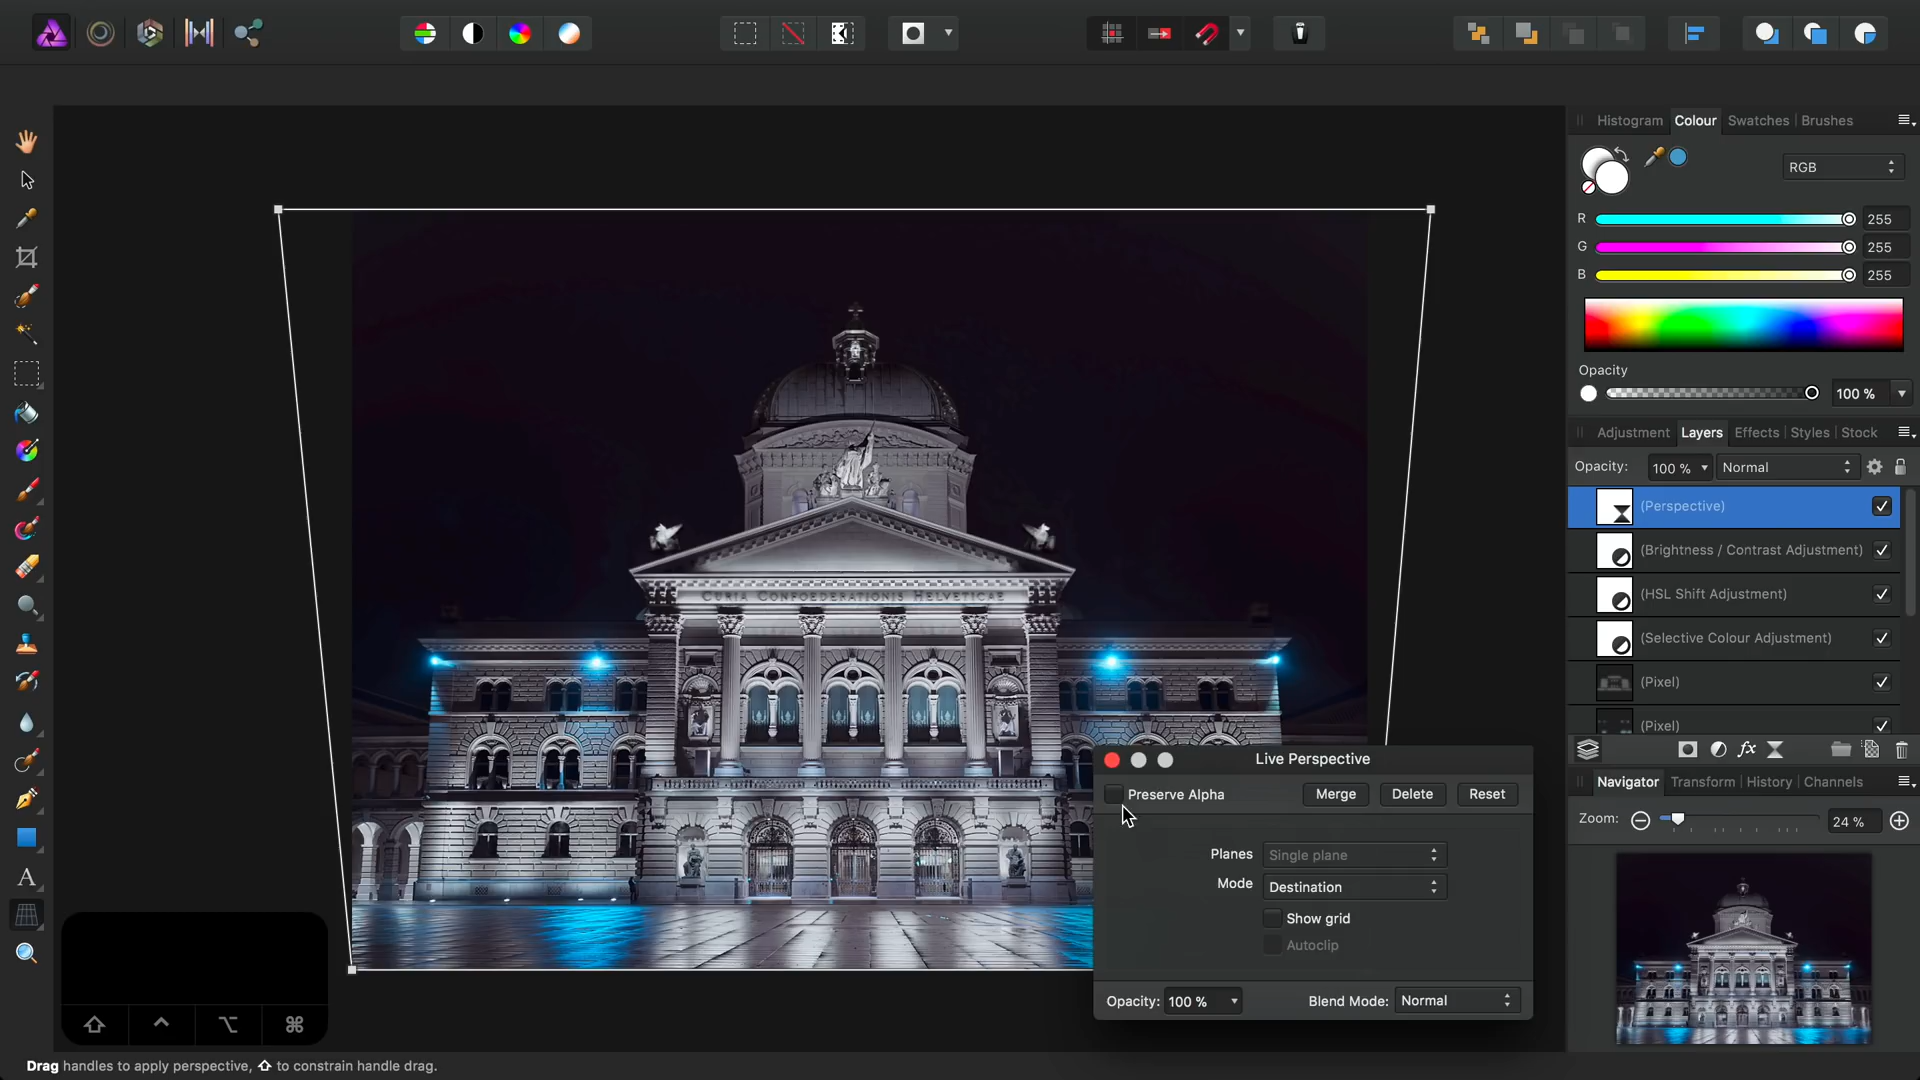 Histogram Colour Swatches Brushes
RGB
R 255
G 255
B 255
Opacity
100 %
Adjustment Layers Effects Styles Stock
Opacity: 100 % Normal
(Perspective)
(Brightness / Contrast Adjustment)
(HSL Shift Adjustment)
(Selective Colour Adjustment)
(Pixel)
(Pixel)
Navigator Transform History Channels
Zoom: 24 %
CURIA CONFOEDERATIONIS HELVETICAE
Live Perspective
Preserve Alpha Merge Delete Reset
Planes Single plane
Mode Destination
Show grid
Autoclip
Opacity: 100 % Blend Mode: Normal
A
fx
Drag handles to apply perspective, ⇧ to constrain handle drag.